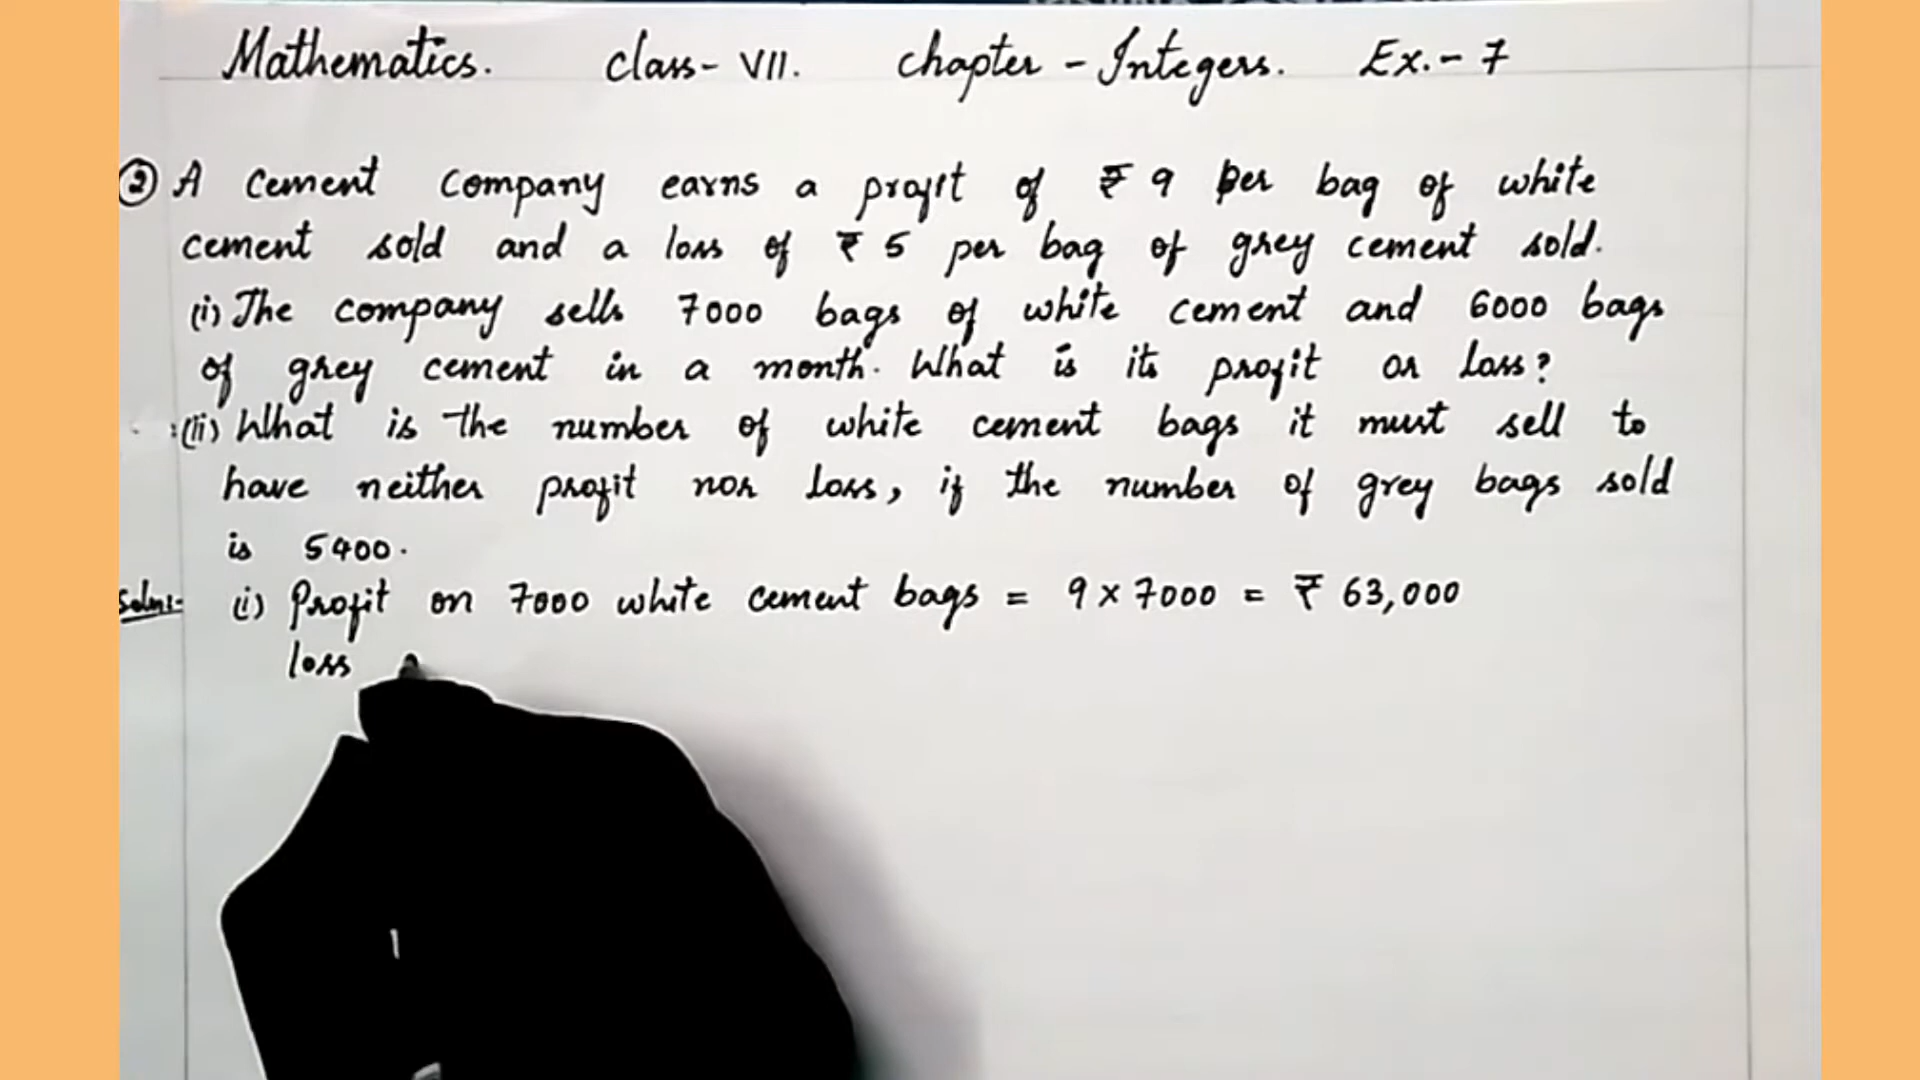 Mathematics. class- VII. chapter - Integers. Ex.- 7
② A cement company earns a profit of ₹ 9 per bag of white
cement sold and a loss of ₹ 5 per bag of grey cement sold.
(i) The company sells 7000 bags of white cement and 6000 bags
of grey cement in a month. What is its profit or loss?
(ii) What is the number of white cement bags it must sell to
have neither profit nor loss, if the number of grey bags sold
is 5400.
Soln:- (i) Profit on 7000 white cement bags = 9 × 7000 = ₹ 63,000
loss